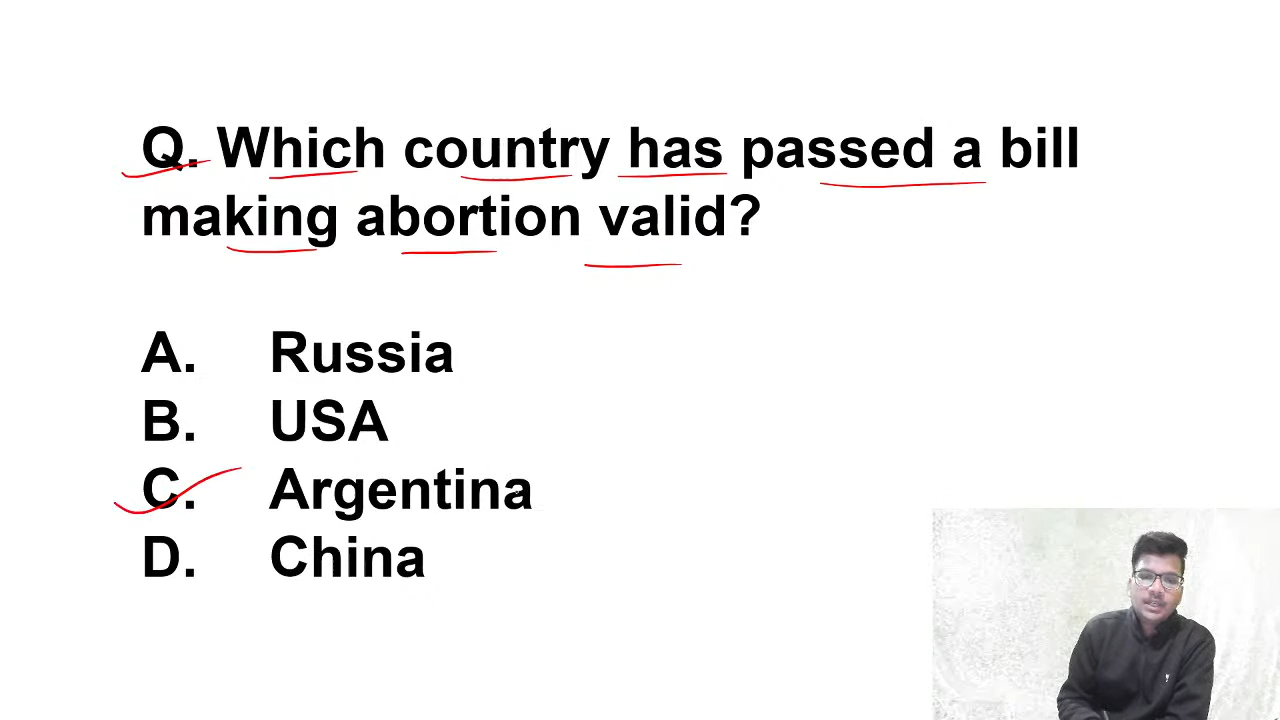 Q. Which country has passed a bill
making abortion valid?
A. Russia
B. USA
C. Argentina
D. China